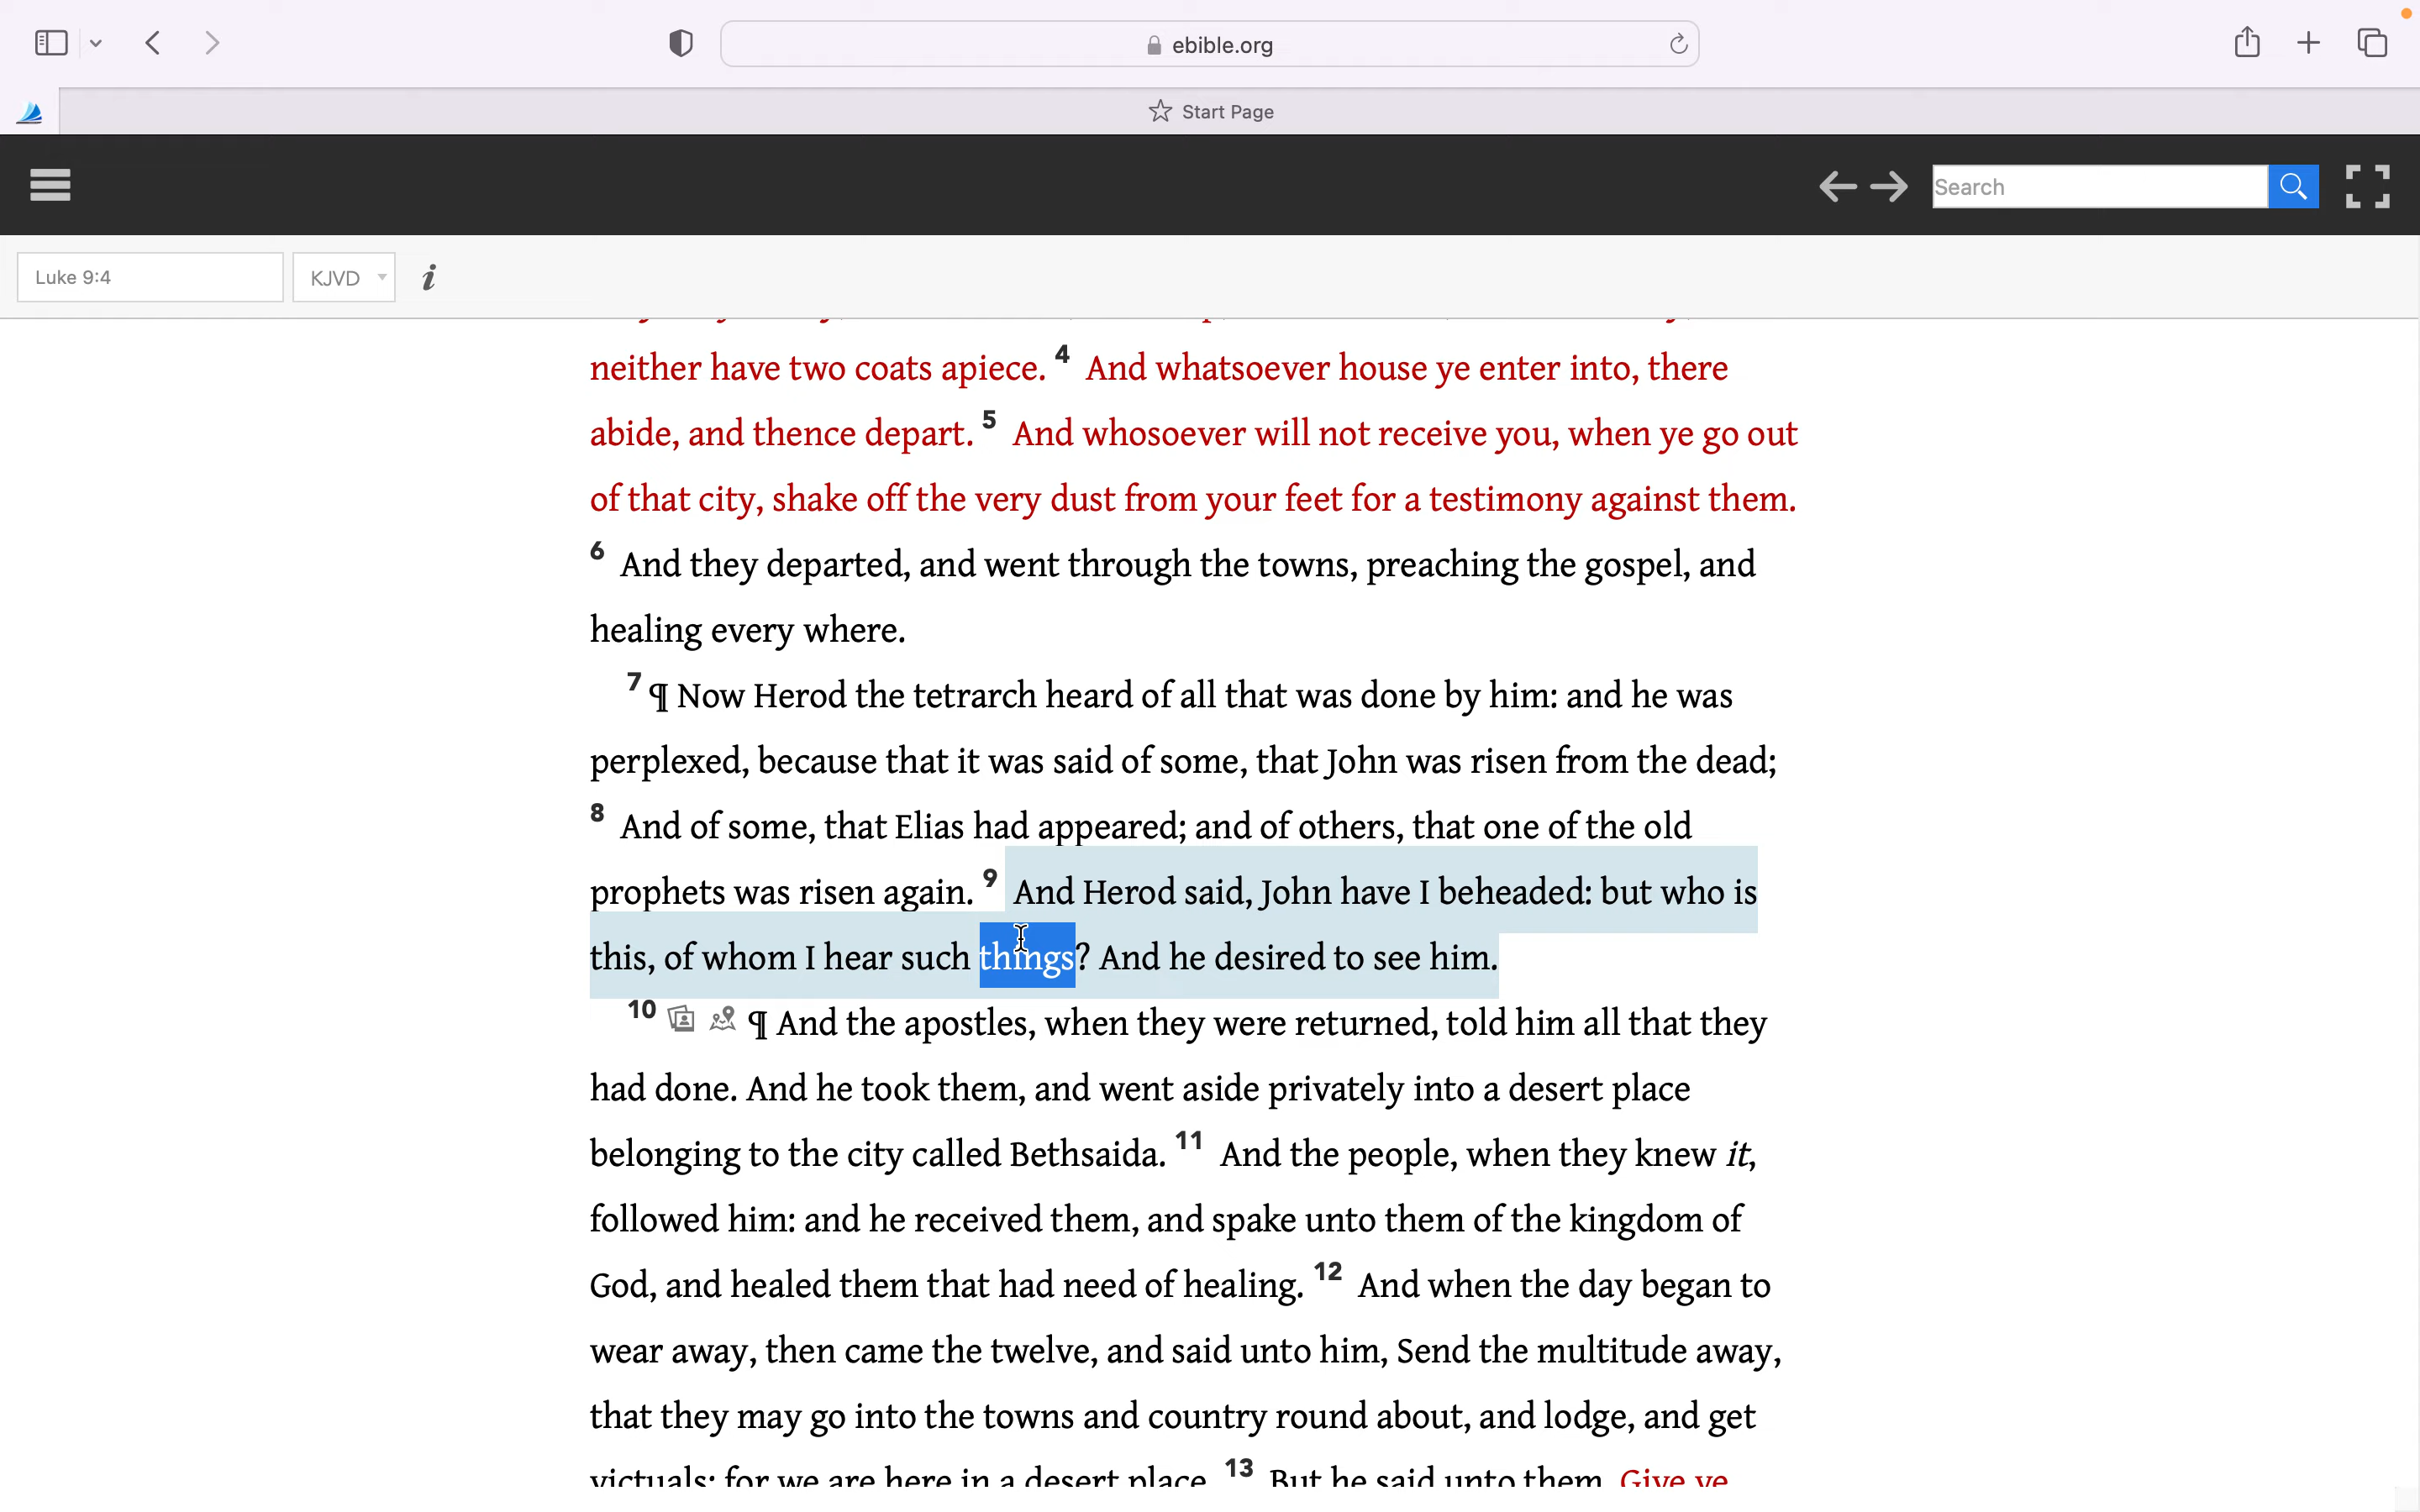 ebible.org
Start Page
Search
Luke 9:4
KJVD
i
neither have two coats apiece. 4 And whatsoever house ye enter into, there
abide, and thence depart. 5 And whosoever will not receive you, when ye go out
of that city, shake off the very dust from your feet for a testimony against them.
6 And they departed, and went through the towns, preaching the gospel, and
healing every where.
7 ¶ Now Herod the tetrarch heard of all that was done by him: and he was
perplexed, because that it was said of some, that John was risen from the dead;
8 And of some, that Elias had appeared; and of others, that one of the old
prophets was risen again. 9 And Herod said, John have I beheaded: but who is
this, of whom I hear such things? And he desired to see him.
10 ¶ And the apostles, when they were returned, told him all that they
had done. And he took them, and went aside privately into a desert place
belonging to the city called Bethsaida. 11 And the people, when they knew it,
followed him: and he received them, and spake unto them of the kingdom of
God, and healed them that had need of healing. 12 And when the day began to
wear away, then came the twelve, and said unto him, Send the multitude away,
that they may go into the towns and country round about, and lodge, and get
victuals: for we are here in a desert place. 13 But he said unto them, Give ye